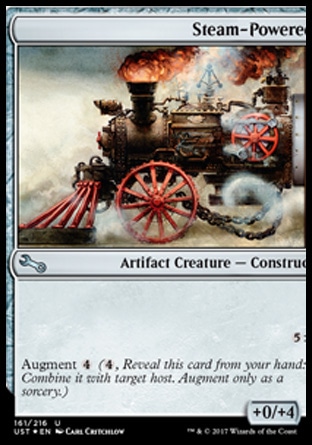 Steam-Powered
Artifact Creature — Construc
5:
Augment 4 (4, Reveal this card from your hand:
Combine it with target host. Augment only as a
sorcery.)
+0/+4
161/216 U
UST • EN CARL CRITCHLOW
™ & © 2017 Wizards of the Coast